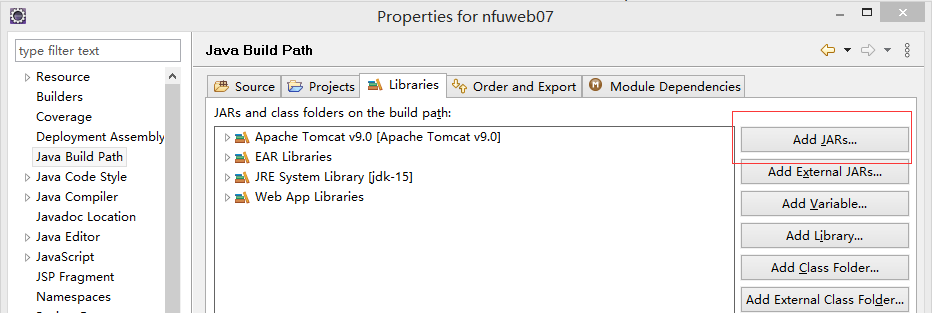 Properties for nfuweb07
type filter text
Resource
Builders
Coverage
Deployment Assembly
Java Build Path
Java Code Style
Java Compiler
Javadoc Location
Java Editor
JavaScript
JSP Fragment
Namespaces
Java Build Path
Source
Projects
Libraries
Order and Export
Module Dependencies
JARs and class folders on the build path:
Apache Tomcat v9.0 [Apache Tomcat v9.0]
EAR Libraries
JRE System Library [jdk-15]
Web App Libraries
Add JARs...
Add External JARs...
Add Variable...
Add Library...
Add Class Folder...
Add External Class Folder...